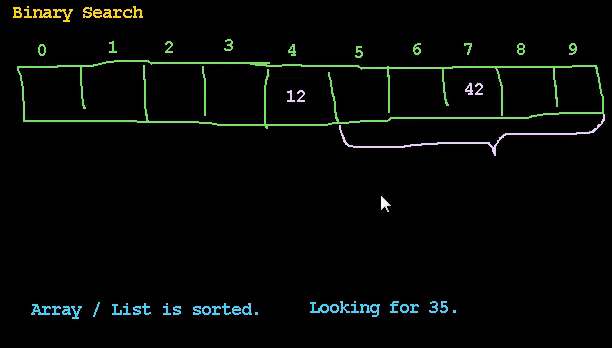 Binary Search
0 1 2 3 4 5 6 7 8 9
12 42
Array / List is sorted. Looking for 35.